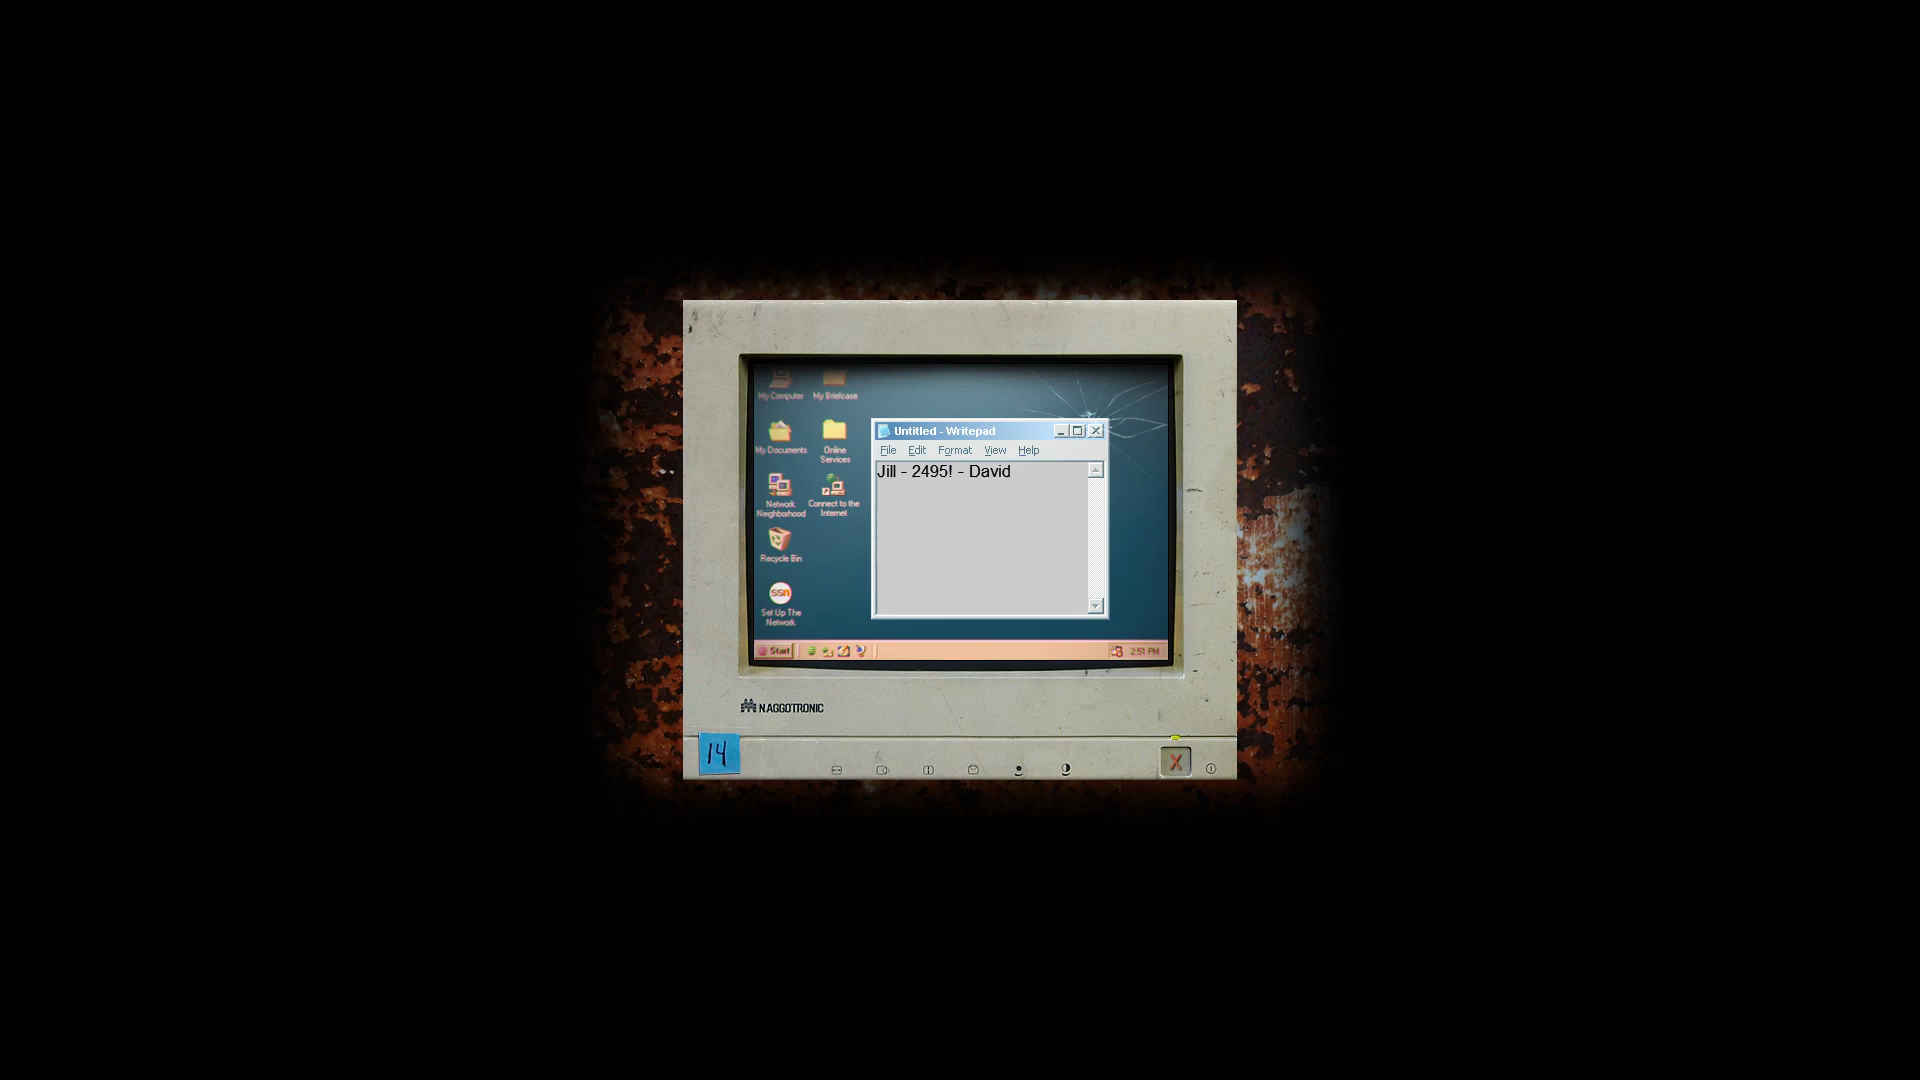 My Computer
My Briefcase
My Documents
Online
Services
Network
Neighborhood
Connect to the
Internet
Recycle Bin
ssn
Set Up The
Network
Untitled - Writepad
File Edit Format View Help
Jill - 2495! - David
Start
2:51 PM
NAGGOTRONIC
14
X